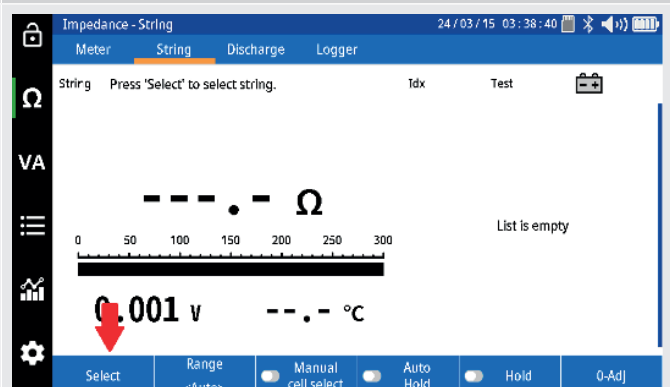 Impedance - String 24/03/15 03:38:40
Meter String Discharge Logger
String Press 'Select' to select string. Idx Test
Ω
VA
---.- Ω
List is empty
0 50 100 150 200 250 300
0.001 V --.- °C
Select Range <Auto> Manual cell select Auto Hold Hold 0-Adj